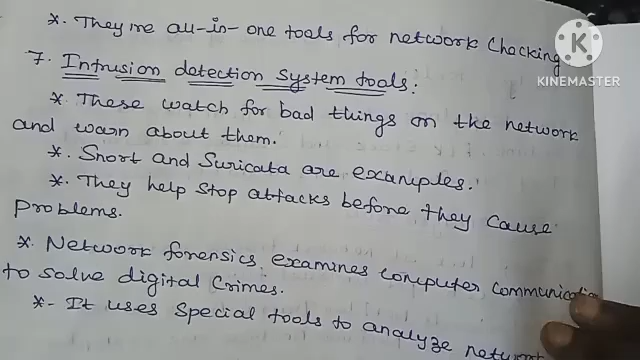 *. They're all-in-one tools for network checking
7. Intrusion detection system tools:
*. These watch for bad things on the network
and warn about them.
*. Snort and Suricata are examples.
*. They help stop attacks before they cause
problems.
*. Network forensics examines computer communication
to solve digital crimes.
*. It uses special tools to analyze network
KINEMASTER